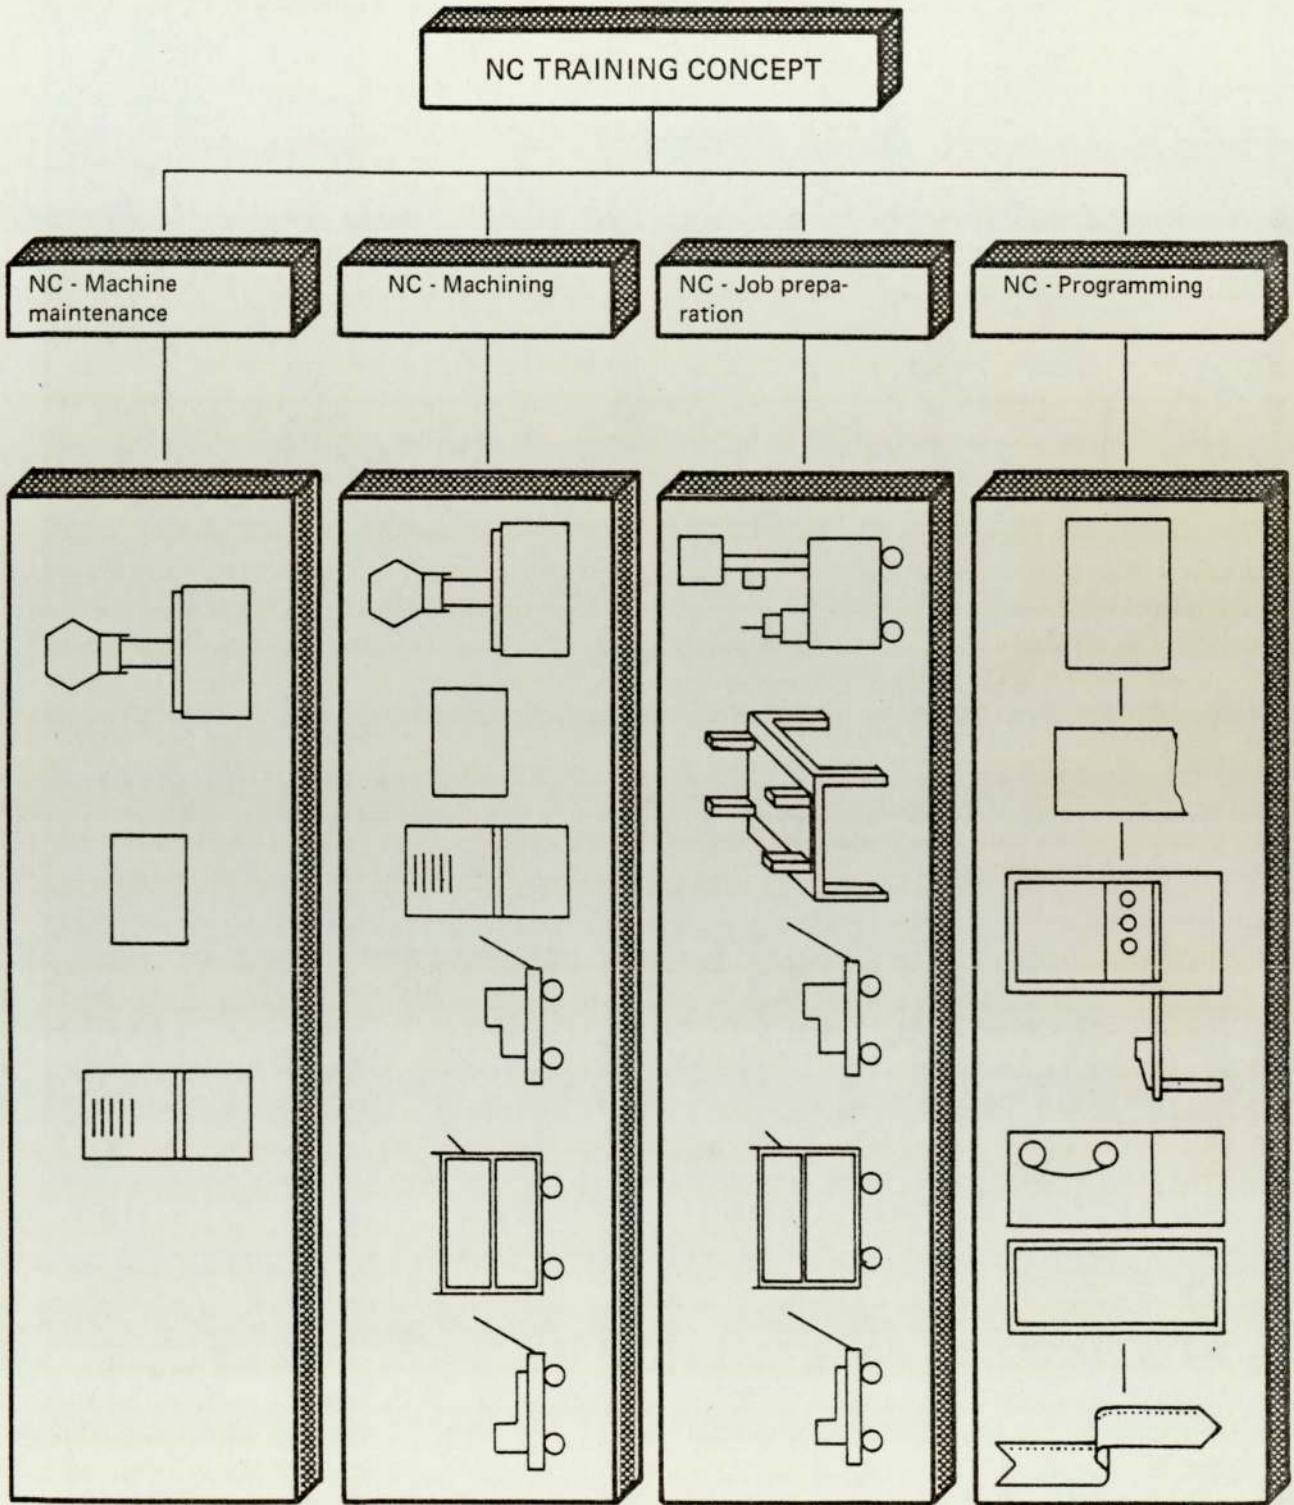 NC TRAINING CONCEPT
NC - Machine
maintenance
NC - Machining
NC - Job prepa-
ration
NC - Programming